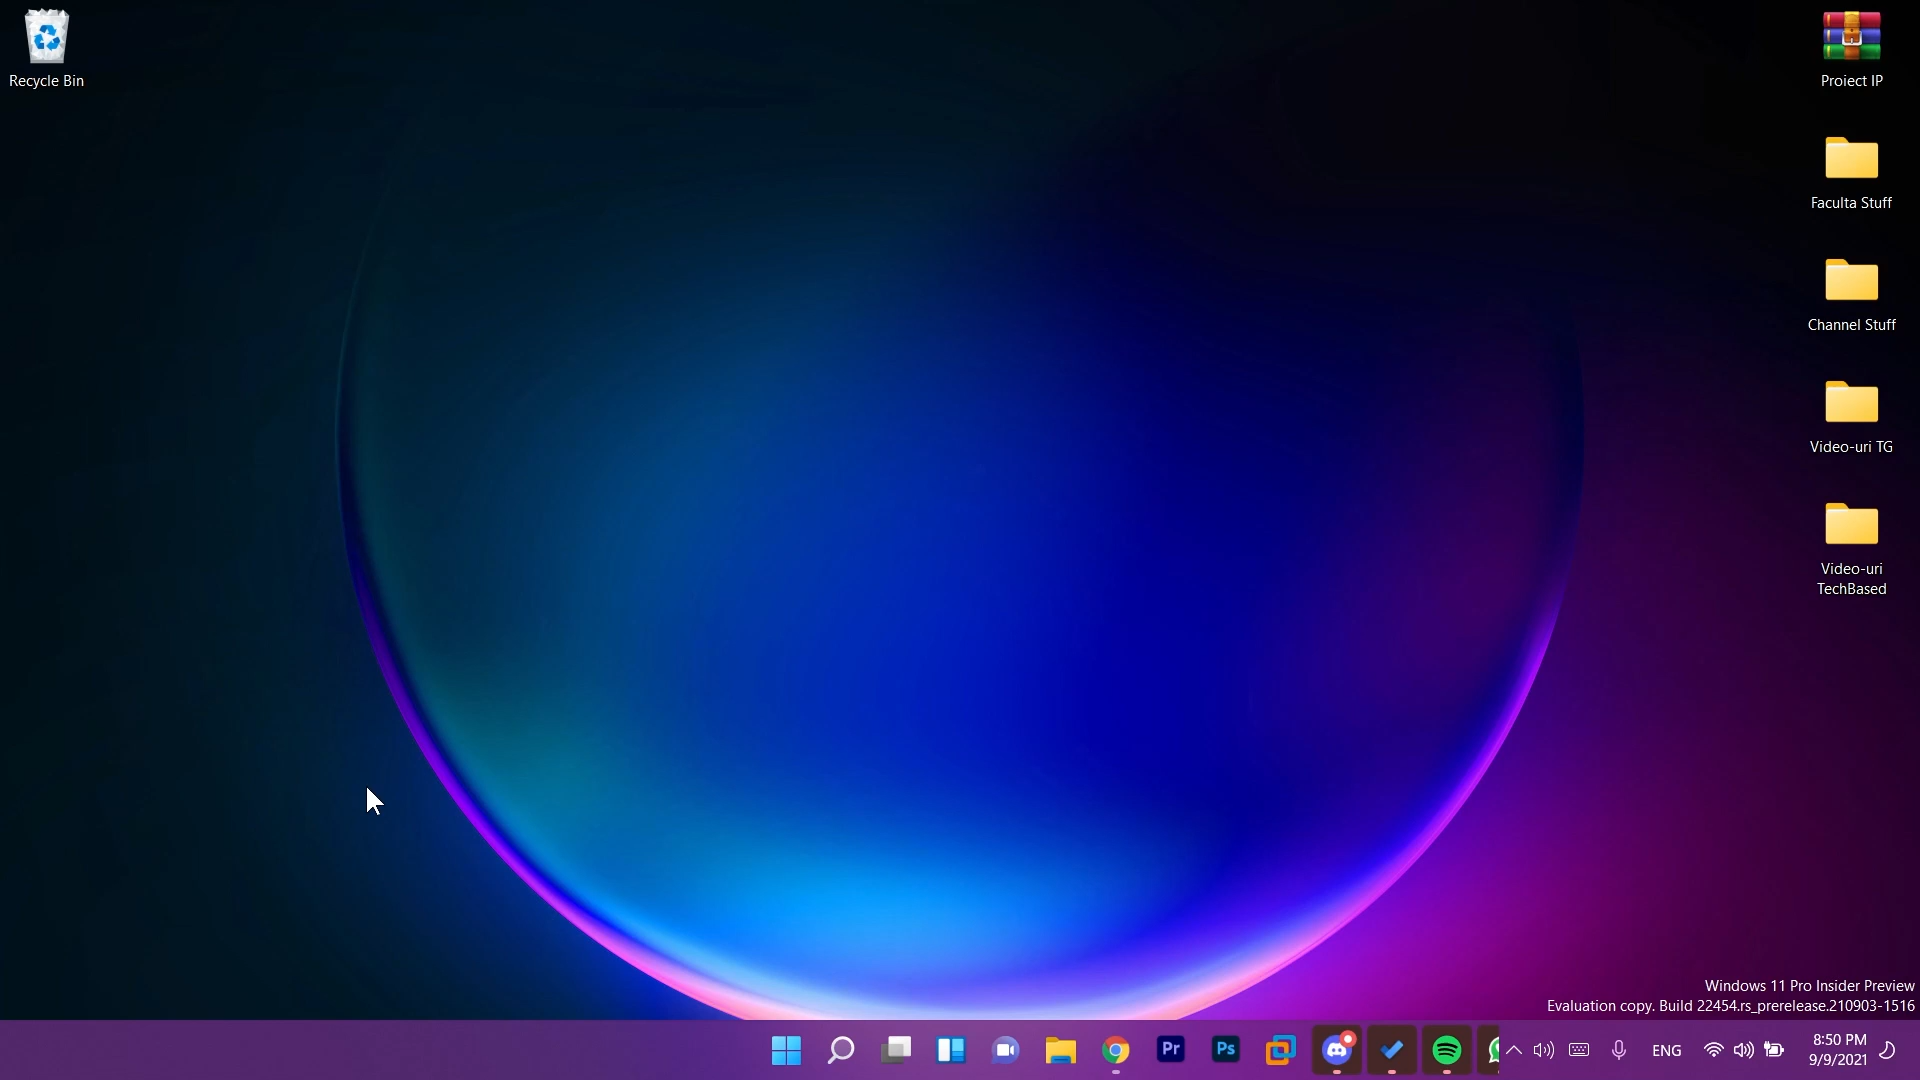 Recycle Bin
Proiect IP
Faculta Stuff
Channel Stuff
Video-uri TG
Video-uri
TechBased
Windows 11 Pro Insider Preview
Evaluation copy. Build 22454.rs_prerelease.210903-1516
Pr
Ps
ENG
8:50 PM
9/9/2021